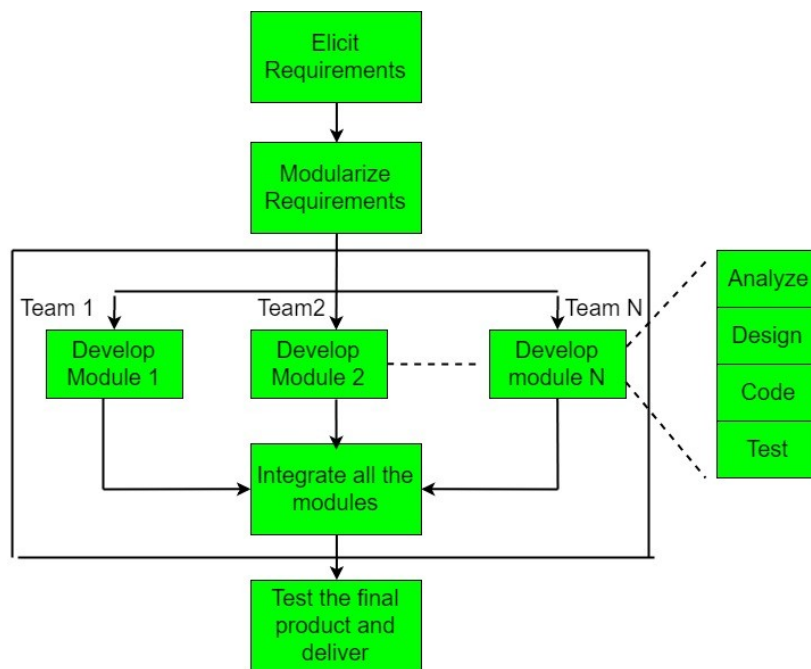 Elicit
Requirements
Modularize
Requirements
Team 1
Team2
Team N
Develop
Module 1
Develop
Module 2
Develop
module N
Analyze
Design
Code
Test
Integrate all the
modules
Test the final
product and
deliver